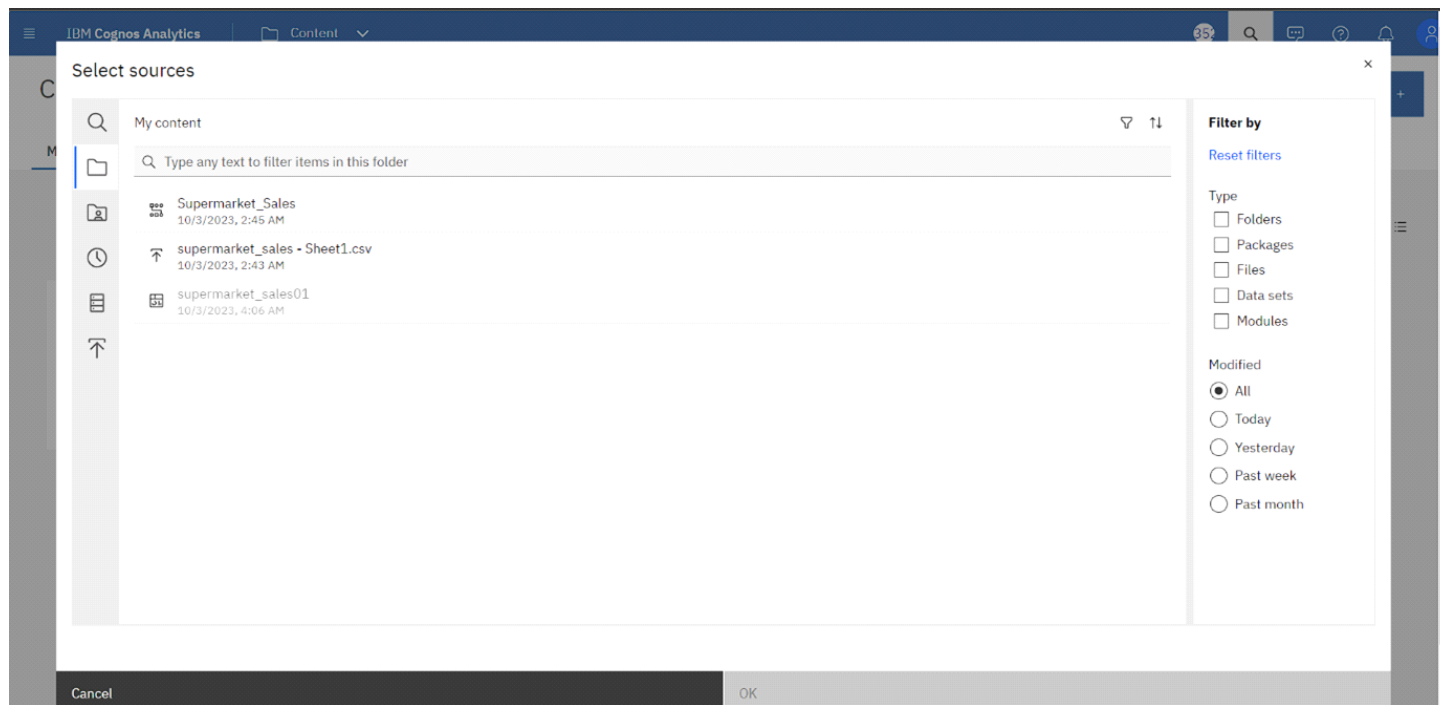 IBM Cognos Analytics
Content
Select sources
My content
Type any text to filter items in this folder
Supermarket_Sales
10/3/2023, 2:45 AM
supermarket_sales - Sheet1.csv
10/3/2023, 2:43 AM
supermarket_sales01
10/3/2023, 4:06 AM
Filter by
Reset filters
Type
Folders
Packages
Files
Data sets
Modules
Modified
All
Today
Yesterday
Past week
Past month
Cancel
OK